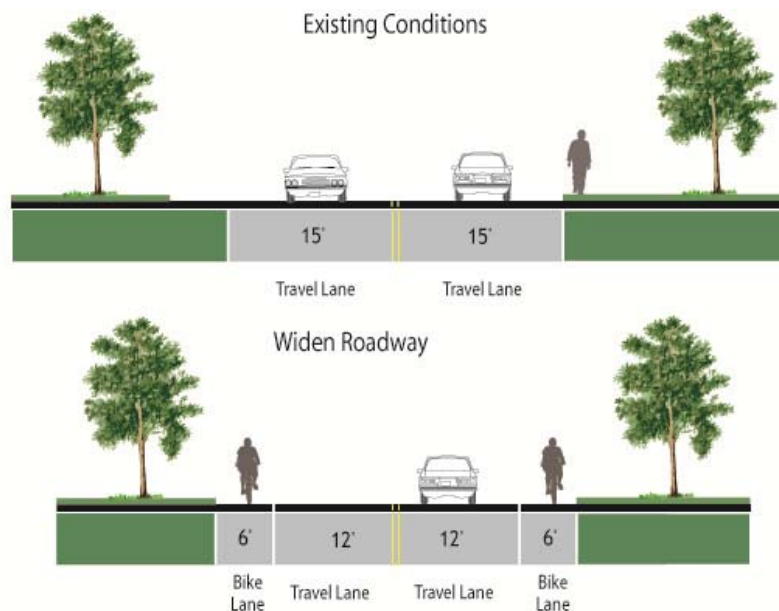 Existing Conditions
15' 15'
Travel Lane Travel Lane
Widen Roadway
6' 12' 12' 6'
Bike Lane Travel Lane Travel Lane Bike Lane